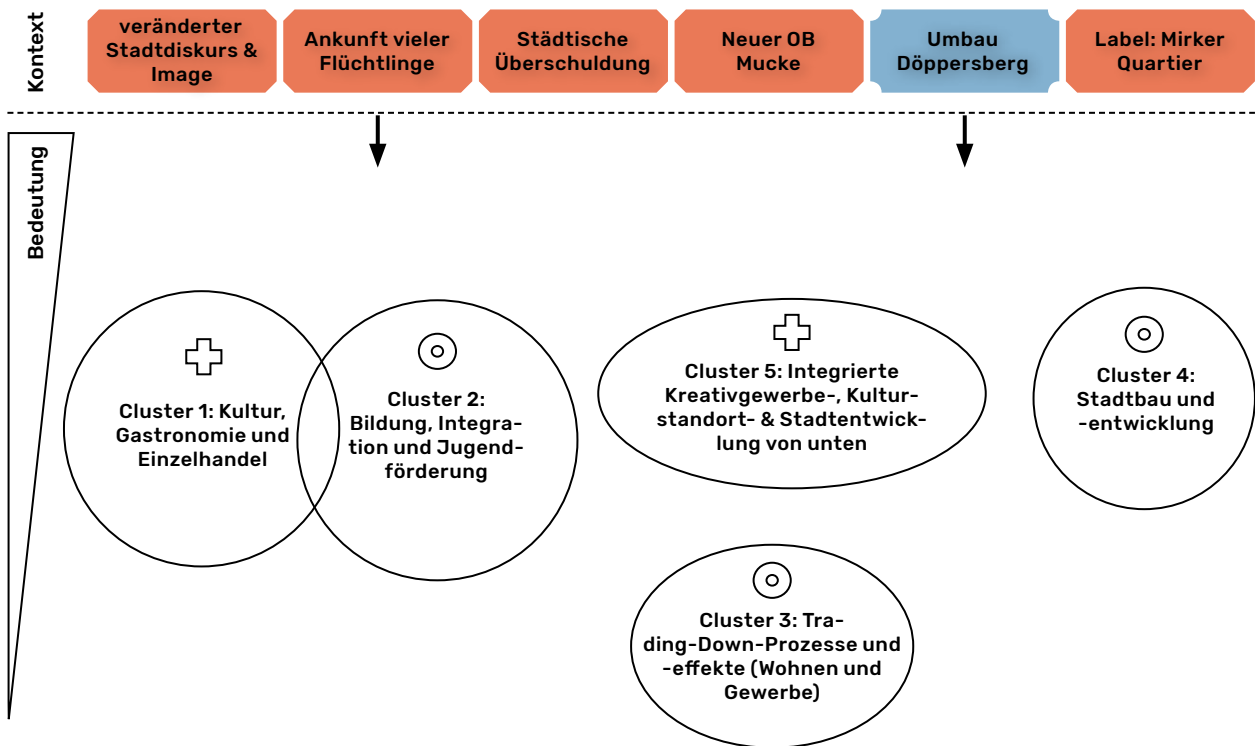 Kontext
veränderter
Stadtdiskurs &
Image
Ankunft vieler
Flüchtlinge
Städtische
Überschuldung
Neuer OB
Mucke
Umbau
Döppersberg
Label: Mirker
Quartier
Bedeutung
Cluster 1: Kultur,
Gastronomie und
Einzelhandel
Cluster 2:
Bildung, Integra-
tion und Jugend-
förderung
Cluster 5: Integrierte
Kreativgewerbe-, Kultur-
standort- & Stadtentwick-
lung von unten
Cluster 4:
Stadtbau und
-entwicklung
Cluster 3: Tra-
ding-Down-Prozesse und
-effekte (Wohnen und
Gewerbe)